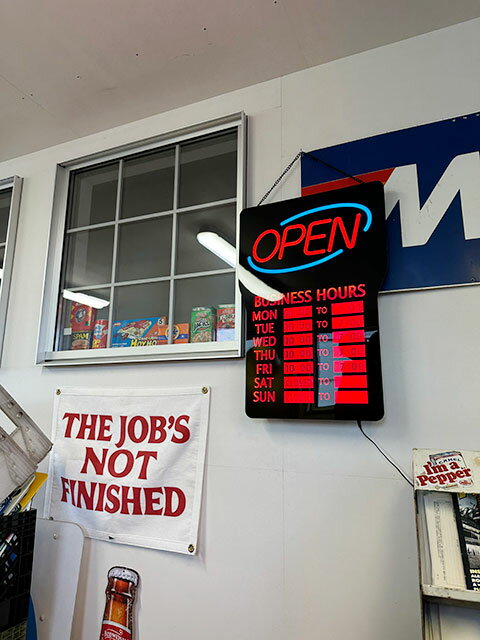 M
OPEN
BUSINESS HOURS
MON TO
TUE TO
WED TO
THU TO
FRI TO
SAT TO
SUN TO
SPAM
THE JOB'S
NOT
FINISHED
I'm a
Pepper